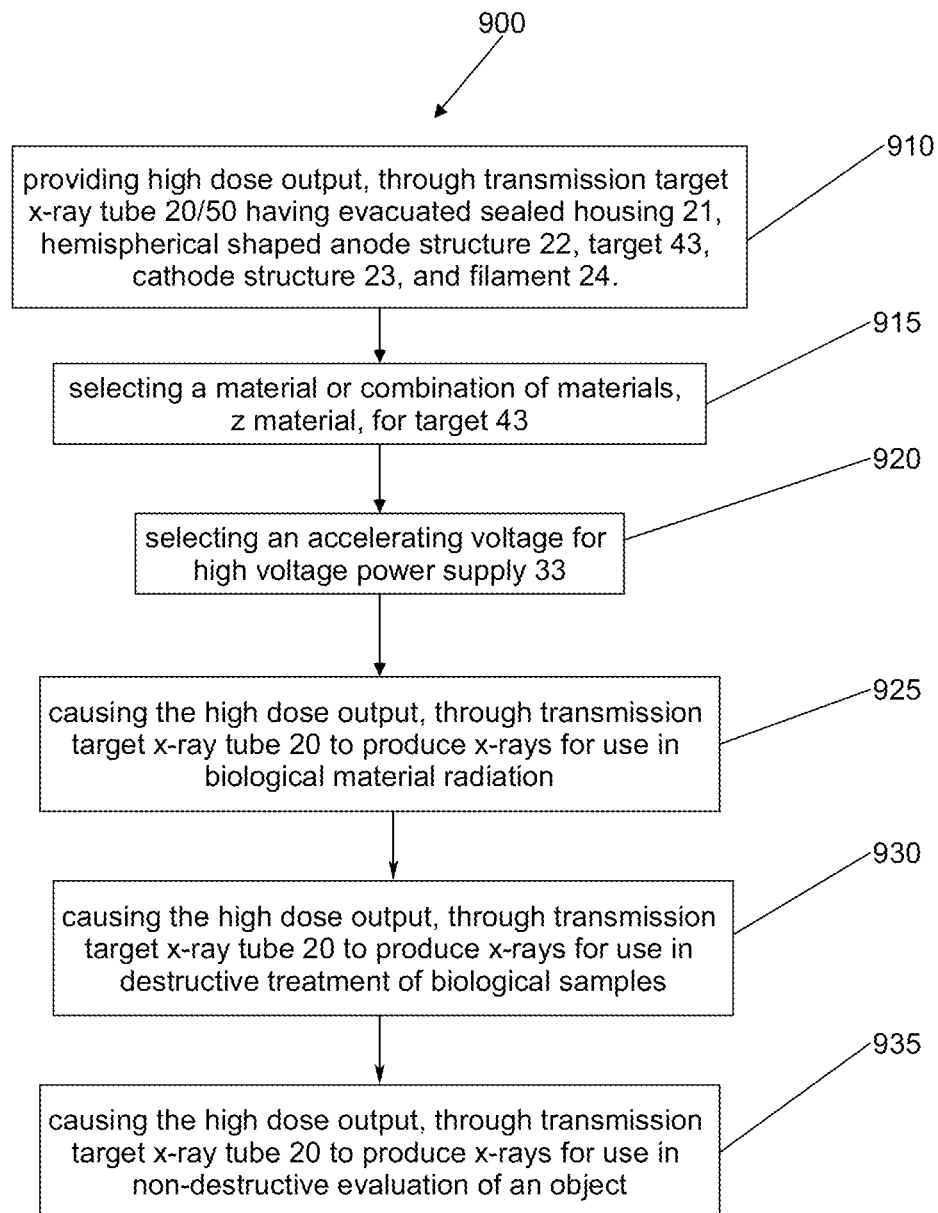 900
910
providing high dose output, through transmission target
x-ray tube 20/50 having evacuated sealed housing 21,
hemispherical shaped anode structure 22, target 43,
cathode structure 23, and filament 24.
915
selecting a material or combination of materials,
z material, for target 43
920
selecting an accelerating voltage for
high voltage power supply 33
925
causing the high dose output, through transmission
target x-ray tube 20 to produce x-rays for use in
biological material radiation
930
causing the high dose output, through transmission
target x-ray tube 20 to produce x-rays for use in
destructive treatment of biological samples
935
causing the high dose output, through transmission
target x-ray tube 20 to produce x-rays for use in
non-destructive evaluation of an object